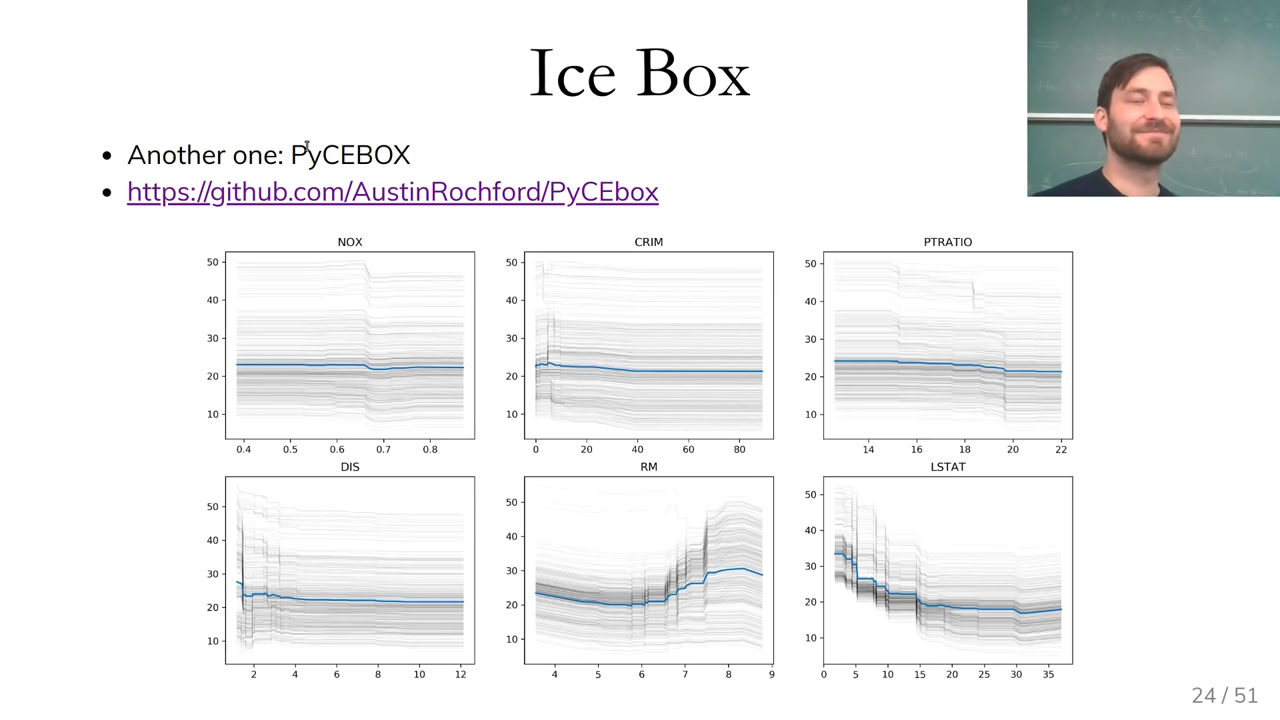 Ice Box
Another one: PyCEBOX
https://github.com/AustinRochford/PyCEbox
NOX
50
40
30
20
10
0.4 0.5 0.6 0.7 0.8
CRIM
50
40
30
20
10
0 20 40 60 80
PTRATIO
50
40
30
20
10
14 16 18 20 22
DIS
50
40
30
20
10
2 4 6 8 10 12
RM
50
40
30
20
10
4 5 6 7 8 9
LSTAT
50
40
30
20
10
0 5 10 15 20 25 30 35
24 / 51